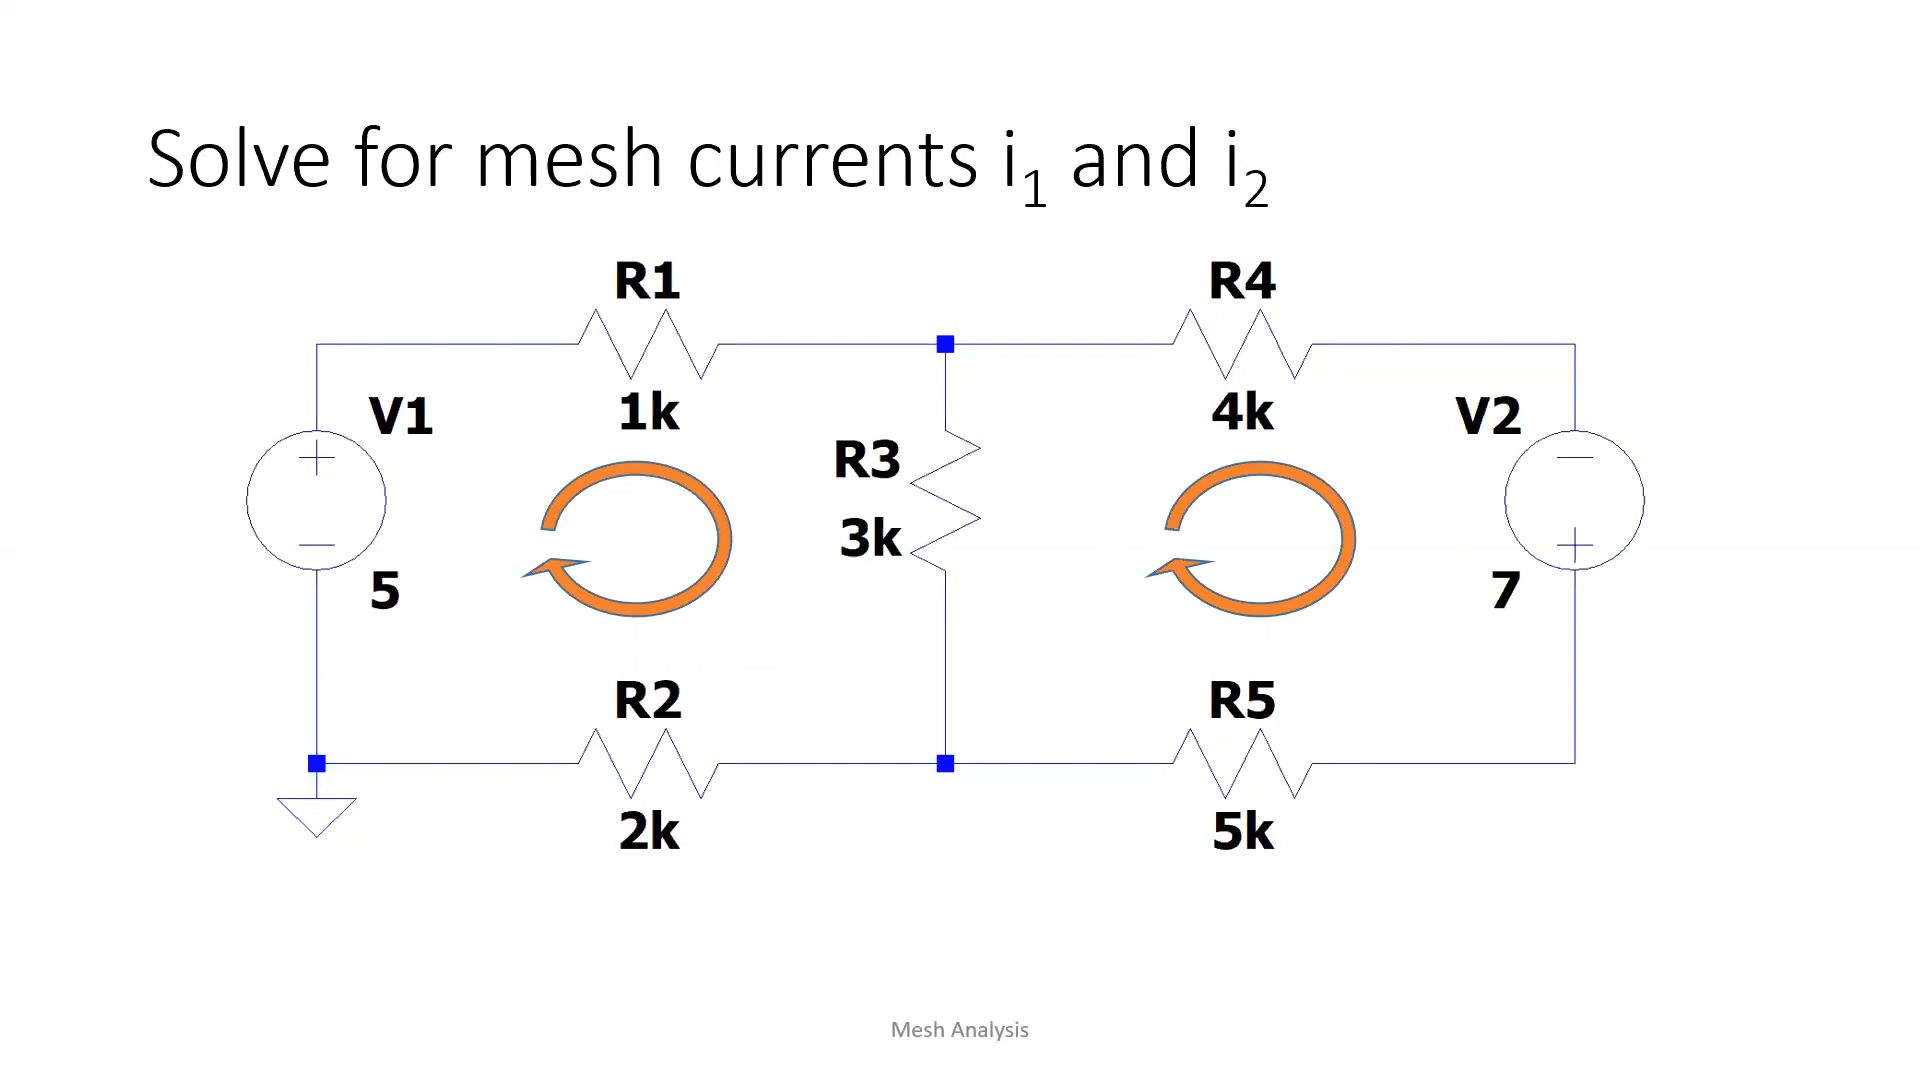 Solve for mesh currents i₁ and i₂
R1
R4
V1
1k
4k
V2
R3
3k
5
7
R2
R5
2k
5k
Mesh Analysis